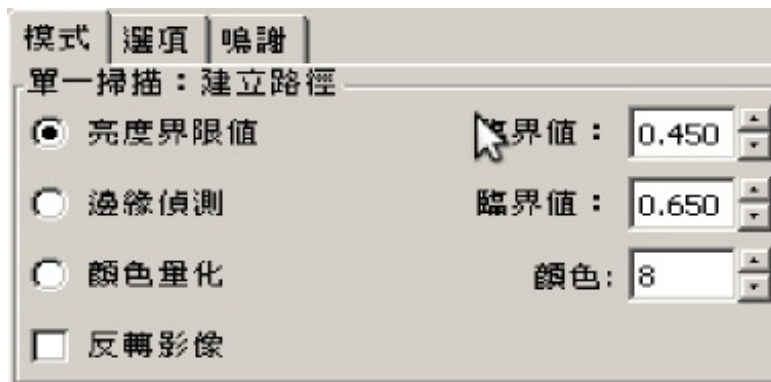 模式 選項 鳴謝
單一掃描：建立路徑
亮度界限值 臨界值： 0.450
邊緣偵測 臨界值： 0.650
顏色量化 顏色: 8
反轉影像